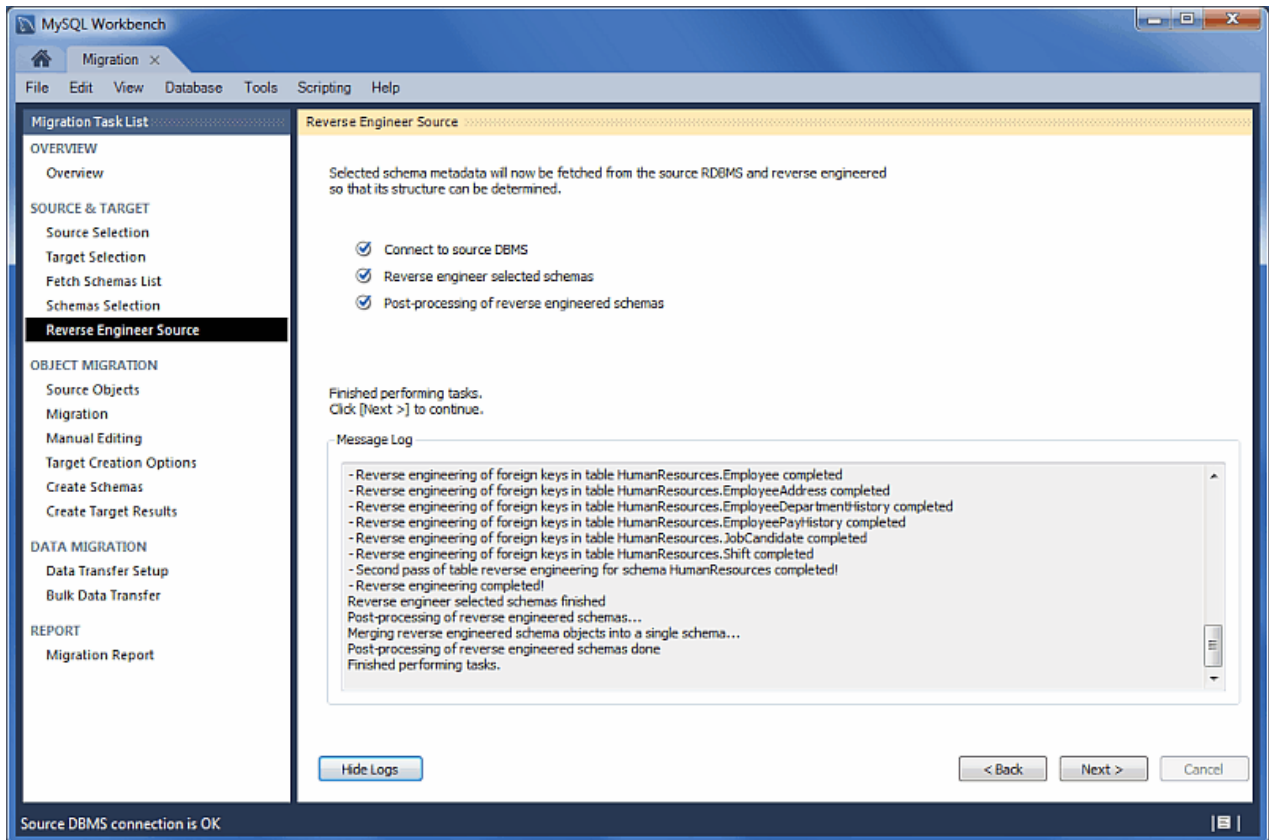 MySQL Workbench
Migration
File Edit View Database Tools Scripting Help
Migration Task List
OVERVIEW
Overview
SOURCE & TARGET
Source Selection
Target Selection
Fetch Schemas List
Schemas Selection
Reverse Engineer Source
OBJECT MIGRATION
Source Objects
Migration
Manual Editing
Target Creation Options
Create Schemas
Create Target Results
DATA MIGRATION
Data Transfer Setup
Bulk Data Transfer
REPORT
Migration Report
Reverse Engineer Source
Selected schema metadata will now be fetched from the source RDBMS and reverse engineered
so that its structure can be determined.
Connect to source DBMS
Reverse engineer selected schemas
Post-processing of reverse engineered schemas
Finished performing tasks.
Click [Next >] to continue.
Message Log
- Reverse engineering of foreign keys in table HumanResources.Employee completed
- Reverse engineering of foreign keys in table HumanResources.EmployeeAddress completed
- Reverse engineering of foreign keys in table HumanResources.EmployeeDepartmentHistory completed
- Reverse engineering of foreign keys in table HumanResources.EmployeePayHistory completed
- Reverse engineering of foreign keys in table HumanResources.JobCandidate completed
- Reverse engineering of foreign keys in table HumanResources.Shift completed
- Second pass of table reverse engineering for schema HumanResources completed!
- Reverse engineering completed!
Reverse engineer selected schemas finished
Post-processing of reverse engineered schemas...
Merging reverse engineered schema objects into a single schema...
Post-processing of reverse engineered schemas done
Finished performing tasks.
Hide Logs
< Back
Next >
Cancel
Source DBMS connection is OK